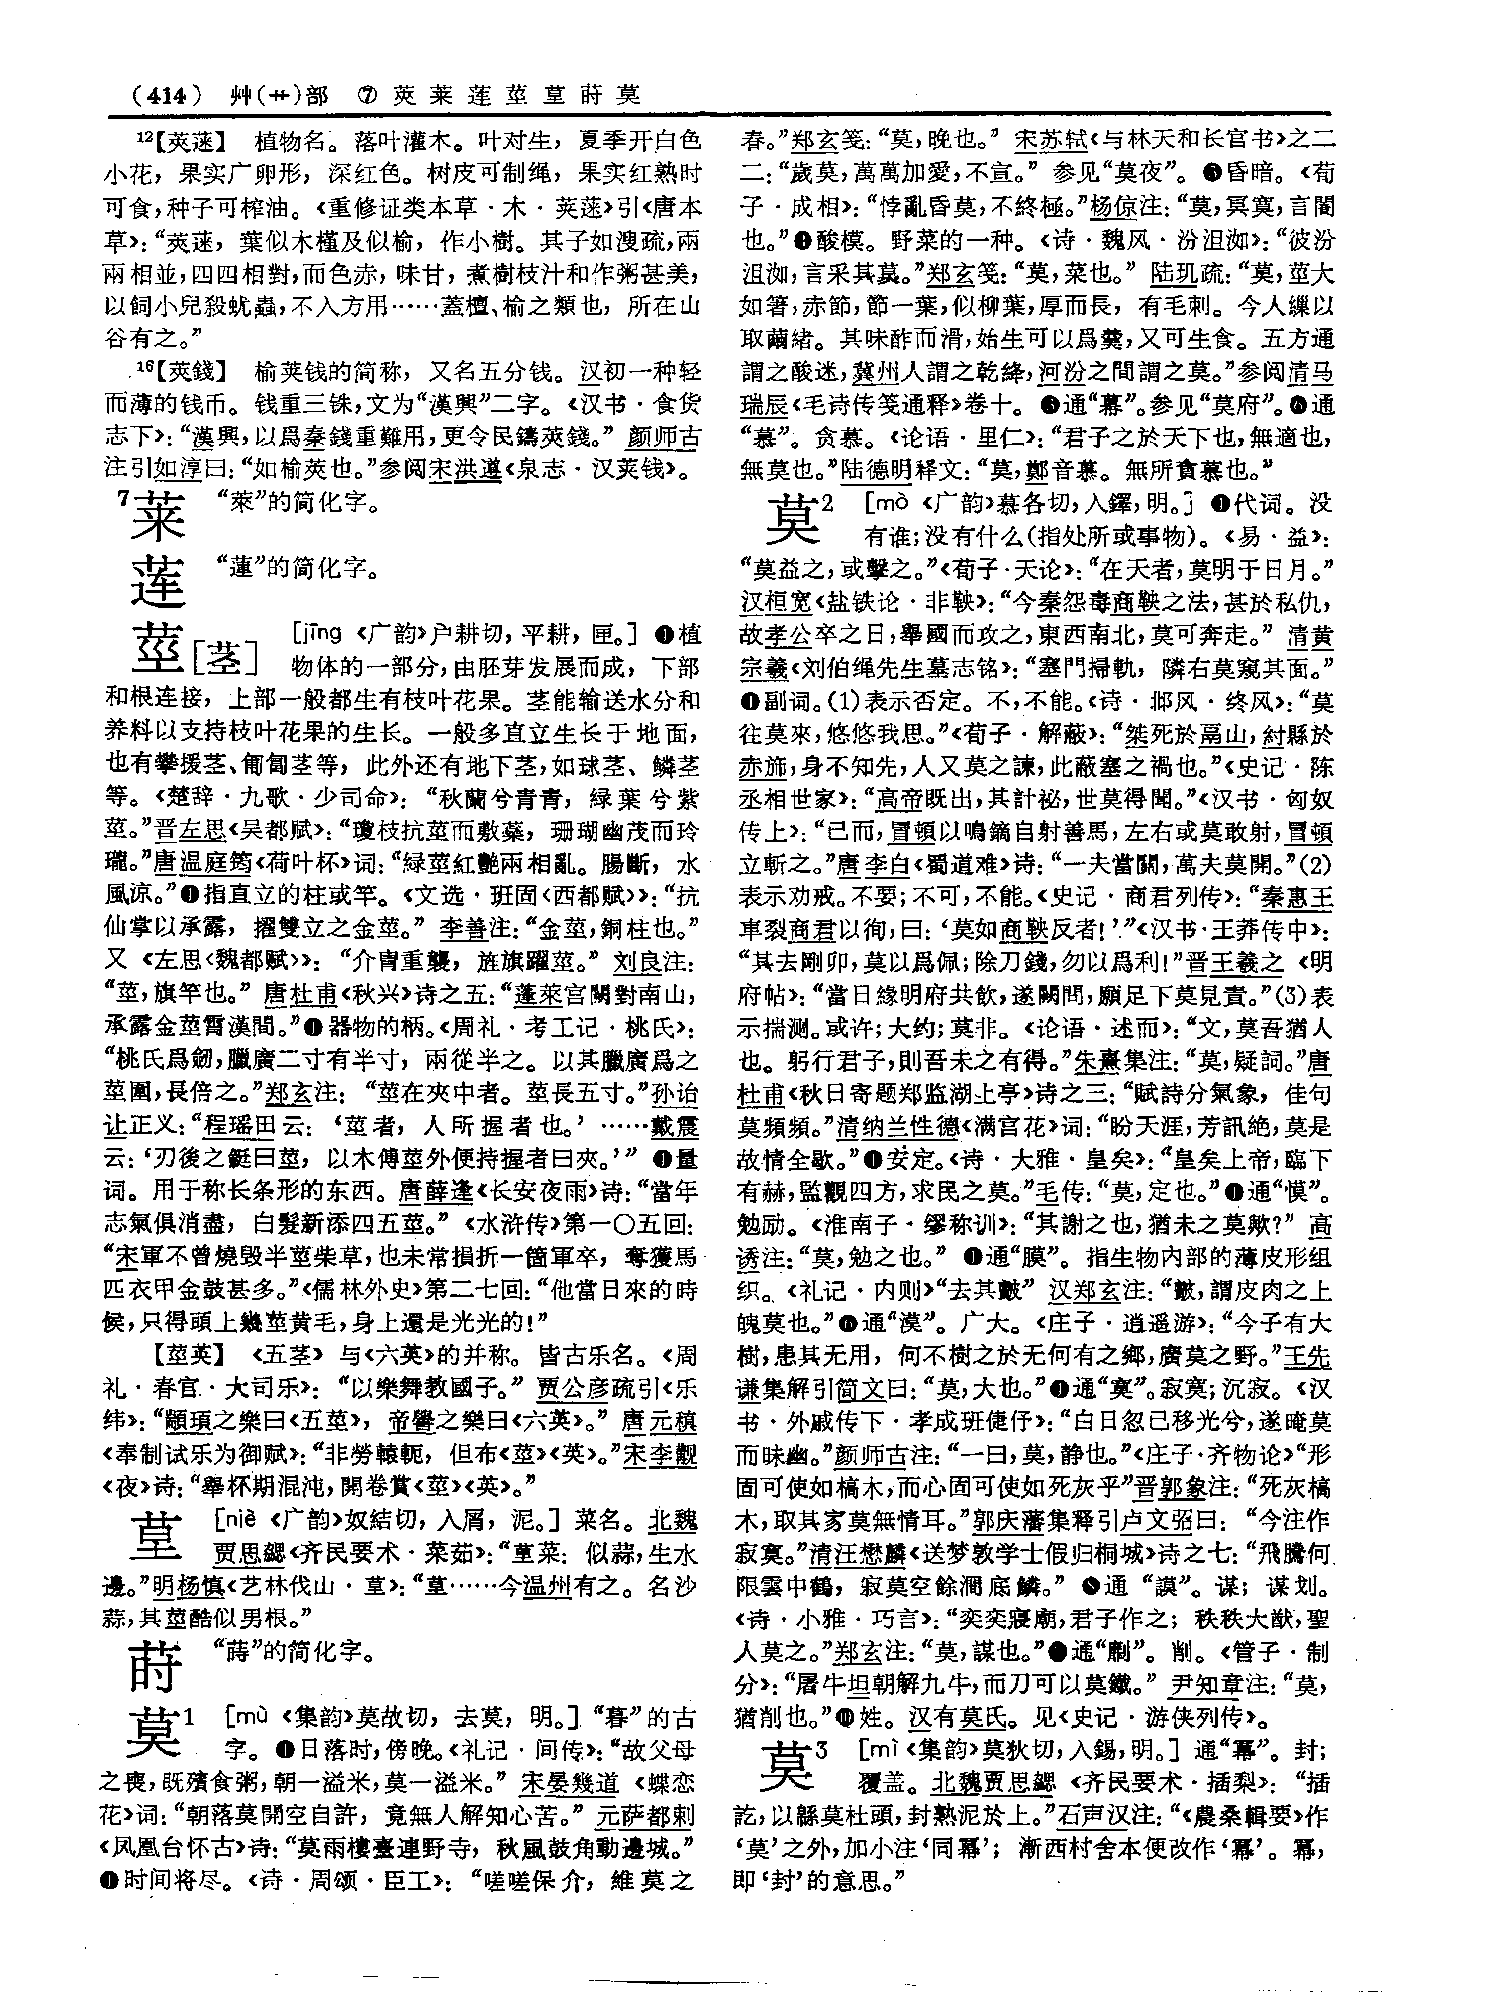 (414) 艸(艹)部 ⑦ 莢莱莲莖䓊莳莫
12【莢蒾】 植物名。落叶灌木。叶对生，夏季开白色
小花，果实广卵形，深红色。树皮可制绳，果实红熟时
可食，种子可榨油。《重修证类本草·木·荚蒾》引《唐本
草》：“莢蒾，葉似木槿及似榆，作小樹。其子如溲疏，兩
兩相並，四四相對，而色赤，味甘，煮樹枝汁和作粥甚美，
以飼小兒殺蚘蟲，不入方用……蓋檀、榆之類也，所在山
谷有之。”
16【莢錢】 榆荚钱的简称，又名五分钱。汉初一种轻
而薄的钱币。钱重三铢，文为“漢興”二字。《汉书·食货
志下》：“漢興，以爲秦錢重難用，更令民鑄莢錢。”颜师古
注引如淳曰：“如榆莢也。”参阅宋洪遵《泉志·汉荚钱》。
7莱 “萊”的简化字。
莲 “蓮”的简化字。
莖[茎] [jīng 《广韵》户耕切，平耕，匣。] ❶植
物体的一部分，由胚芽发展而成，下部
和根连接，上部一般都生有枝叶花果。茎能输送水分和
养料以支持枝叶花果的生长。一般多直立生长于地面，
也有攀援茎、匍匐茎等，此外还有地下茎，如球茎、鳞茎
等。《楚辞·九歌·少司命》：“秋蘭兮青青，緑葉兮紫
莖。”晋左思《吴都赋》：“瓊枝抗莖而敷蘂，珊瑚幽茂而玲
瓏。”唐温庭筠《荷叶杯》词：“緑莖紅艷兩相亂。腸斷，水
風涼。”❷指直立的柱或竿。《文选·班固〈西都赋〉》：“抗
仙掌以承露，擢雙立之金莖。”李善注：“金莖，銅柱也。”
又《左思〈魏都赋〉》：“介胄重襲，旌旗躍莖。”刘良注：
“莖，旗竿也。”唐杜甫《秋兴》诗之五：“蓬萊宫闕對南山，
承露金莖霄漢間。”❸器物的柄。《周礼·考工记·桃氏》：
“桃氏爲劒，臘廣二寸有半寸，兩從半之。以其臘廣爲之
莖圍，長倍之。”郑玄注：“莖在夾中者。莖長五寸。”孙诒
让正义：“程瑶田云：‘莖者，人所握者也。’……戴震
云：‘刃後之鋌曰莖，以木傅莖外便持握者曰夾。’”❹量
词。用于称长条形的东西。唐薛逢《长安夜雨》诗：“當年
志氣俱消盡，白髮新添四五莖。”《水浒传》第一〇五回：
“宋軍不曾燒毁半莖柴草，也未常損折一箇軍卒，奪獲馬
匹衣甲金鼓甚多。”《儒林外史》第二七回：“他當日來的時
候，只得頭上幾莖黄毛，身上還是光光的！”
【莖英】 《五茎》与《六英》的并称。皆古乐名。《周
礼·春官·大司乐》：“以樂舞教國子。”贾公彦疏引《乐
纬》：“顓頊之樂曰《五莖》，帝嚳之樂曰《六英》。”唐元稹
《奉制试乐为御赋》：“非勞轅軛，但布《莖》《英》。”宋李觏
《夜》诗：“舉杯期混沌，開卷賞《莖》《英》。”
䓊 [niè 《广韵》奴結切，入屑，泥。] 菜名。北魏
贾思勰《齐民要术·菜茹》：“䓊菜：似蒜，生水
邊。”明杨慎《艺林伐山·䓊》：“䓊……今温州有之。名沙
蒜，其莖酷似男根。”
莳 “蒔”的简化字。
莫1 [mù 《集韵》莫故切，去莫，明。] “暮”的古
字。❶日落时，傍晚。《礼记·间传》：“故父母
之喪，既殯食粥，朝一溢米，莫一溢米。”宋晏幾道《蝶恋
花》词：“朝落莫開空自許，竟無人解知心苦。”元萨都剌
《凤凰台怀古》诗：“莫雨樓臺連野寺，秋風鼓角動邊城。”
❷时间将尽。《诗·周颂·臣工》：“嗟嗟保介，維莫之
春。”郑玄笺：“莫，晚也。”宋苏轼《与林天和长官书》之二
二：“歲莫，萬萬加愛，不宣。”参见“莫夜”。❸昏暗。《荀
子·成相》：“悖亂昏莫，不終極。”杨倞注：“莫，冥寞，言闇
也。”❹酸模。野菜的一种。《诗·魏风·汾沮洳》：“彼汾
沮洳，言采其莫。”郑玄笺：“莫，菜也。”陆玑疏：“莫，莖大
如箸，赤節，節一葉，似柳葉，厚而長，有毛刺。今人繅以
取繭緒。其味酢而滑，始生可以爲羹，又可生食。五方通
謂之酸迷，冀州人謂之乾絳，河汾之間謂之莫。”参阅清马
瑞辰《毛诗传笺通释》卷十。❺通“幕”。参见“莫府”。❻通
“慕”。贪慕。《论语·里仁》：“君子之於天下也，無適也，
無莫也。”陆德明释文：“莫，鄭音慕。無所貪慕也。”
莫2 [mò 《广韵》慕各切，入鐸，明。] ❶代词。没
有谁；没有什么(指处所或事物)。《易·益》：
“莫益之，或擊之。”《荀子·天论》：“在天者，莫明于日月。”
汉桓宽《盐铁论·非鞅》：“今秦怨毒商鞅之法，甚於私仇，
故孝公卒之日，舉國而攻之，東西南北，莫可奔走。”清黄
宗羲《刘伯绳先生墓志铭》：“塞門掃軌，隣右莫窺其面。”
❷副词。(1)表示否定。不，不能。《诗·邶风·终风》：“莫
往莫來，悠悠我思。”《荀子·解蔽》：“桀死於鬲山，紂縣於
赤斾，身不知先，人又莫之諫，此蔽塞之禍也。”《史记·陈
丞相世家》：“高帝既出，其計祕，世莫得聞。”《汉书·匈奴
传上》：“已而，冒頓以鳴鏑自射善馬，左右或莫敢射，冒頓
立斬之。”唐李白《蜀道难》诗：“一夫當關，萬夫莫開。”(2)
表示劝戒。不要；不可，不能。《史记·商君列传》：“秦惠王
車裂商君以徇，曰：‘莫如商鞅反者！’”《汉书·王莽传中》：
“其去剛卯，莫以爲佩；除刀錢，勿以爲利！”晋王羲之《明
府帖》：“當日緣明府共飲，遂闕問，願足下莫見責。”(3)表
示揣测。或许；大约；莫非。《论语·述而》：“文，莫吾猶人
也。躬行君子，則吾未之有得。”朱熹集注：“莫，疑詞。”唐
杜甫《秋日寄题郑监湖上亭》诗之三：“賦詩分氣象，佳句
莫頻頻。”清纳兰性德《满宫花》词：“盼天涯，芳訊絶，莫是
故情全歇。”❸安定。《诗·大雅·皇矣》：“皇矣上帝，臨下
有赫，監觀四方，求民之莫。”毛传：“莫，定也。”❹通“慔”。
勉励。《淮南子·缪称训》：“其謝之也，猶未之莫歟？”高
诱注：“莫，勉之也。”❺通“膜”。指生物内部的薄皮形组
织。《礼记·内则》“去其皽”汉郑玄注：“皽，謂皮肉之上
魄莫也。”❻通“漠”。广大。《庄子·逍遥游》：“今子有大
樹，患其无用，何不樹之於无何有之鄉，廣莫之野。”王先
谦集解引简文曰：“莫，大也。”❼通“寞”。寂寞；沉寂。《汉
书·外戚传下·孝成班倢伃》：“白日忽已移光兮，遂晻莫
而昧幽。”颜师古注：“一曰，莫，静也。”《庄子·齐物论》“形
固可使如槁木，而心固可使如死灰乎”晋郭象注：“死灰槁
木，取其寂莫無情耳。”郭庆藩集释引卢文弨曰：“今注作
寂寞。”清汪懋麟《送梦敦学士假归桐城》诗之七：“飛騰何
限雲中鶴，寂莫空餘澗底鱗。”❽通“謨”。谋；谋划。
《诗·小雅·巧言》：“奕奕寢廟，君子作之；秩秩大猷，聖
人莫之。”郑玄注：“莫，謀也。”❾通“劘”。削。《管子·制
分》：“屠牛坦朝解九牛，而刀可以莫鐵。”尹知章注：“莫，
猶削也。”❿姓。汉有莫氏。见《史记·游侠列传》。
莫3 [mì 《集韵》莫狄切，入錫，明。] 通“冪”。封；
覆盖。北魏贾思勰《齐民要术·插梨》：“插
訖，以緜莫杜頭，封熟泥於上。”石声汉注：“《農桑輯要》作
‘莫’之外，加小注‘同冪’；漸西村舍本便改作‘冪’。冪，
即‘封’的意思。”